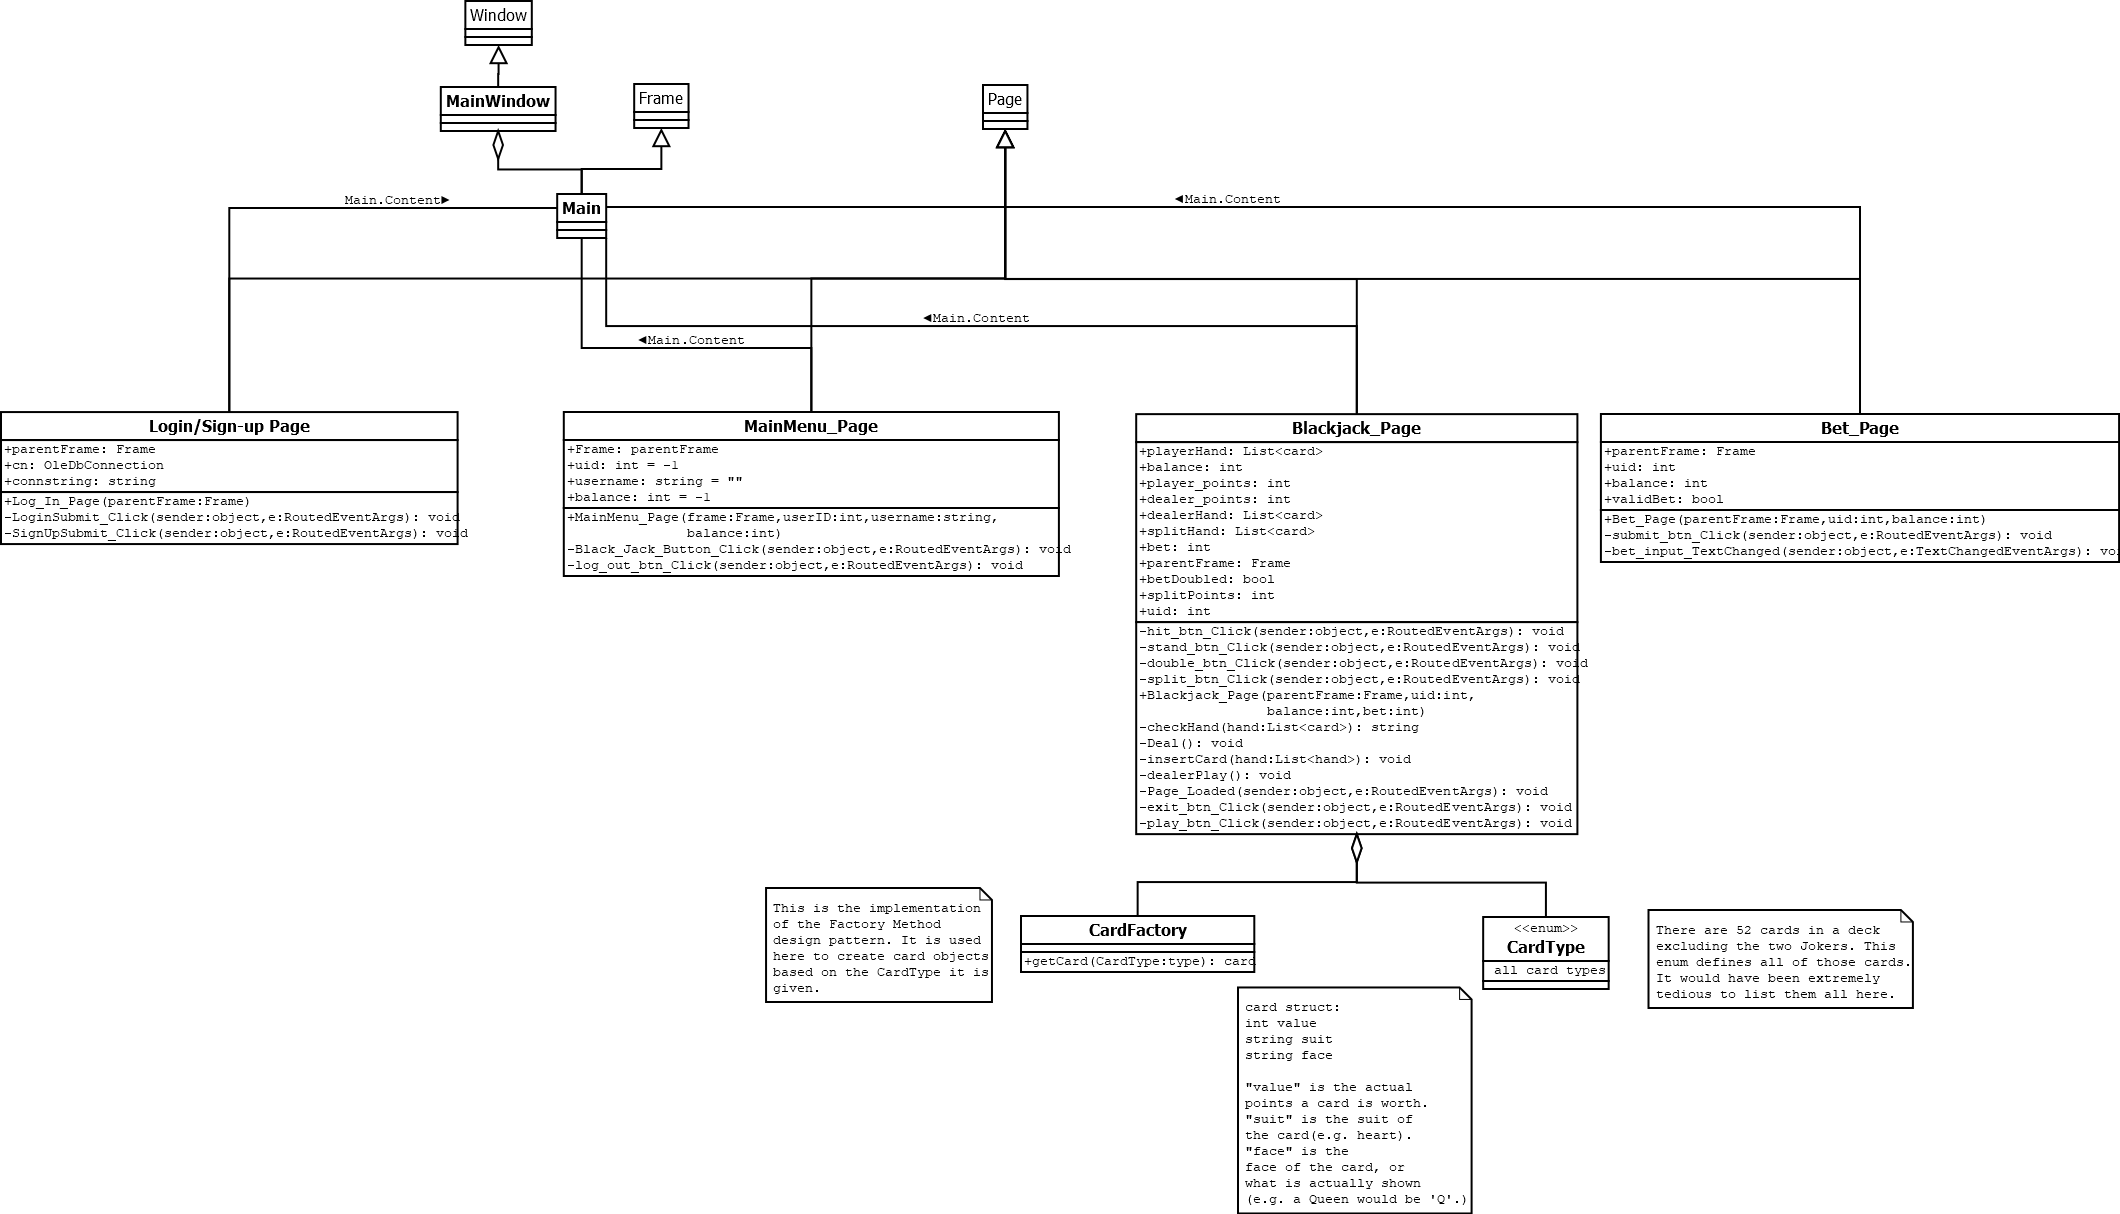 Window
MainWindow
Frame
Page
Main
Main.Content►
◄Main.Content
◄Main.Content
◄Main.Content
Login/Sign-up Page
+parentFrame: Frame
+cn: OleDbConnection
+connstring: string
+Log_In_Page(parentFrame:Frame)
-LoginSubmit_Click(sender:object,e:RoutedEventArgs): void
-SignUpSubmit_Click(sender:object,e:RoutedEventArgs): void
MainMenu_Page
+Frame: parentFrame
+uid: int = -1
+username: string = ""
+balance: int = -1
+MainMenu_Page(frame:Frame,userID:int,username:string,
balance:int)
-Black_Jack_Button_Click(sender:object,e:RoutedEventArgs): void
-log_out_btn_Click(sender:object,e:RoutedEventArgs): void
Blackjack_Page
+playerHand: List<card>
+balance: int
+player_points: int
+dealer_points: int
+dealerHand: List<card>
+splitHand: List<card>
+bet: int
+parentFrame: Frame
+betDoubled: bool
+splitPoints: int
+uid: int
-hit_btn_Click(sender:object,e:RoutedEventArgs): void
-stand_btn_Click(sender:object,e:RoutedEventArgs): void
-double_btn_Click(sender:object,e:RoutedEventArgs): void
-split_btn_Click(sender:object,e:RoutedEventArgs): void
+Blackjack_Page(parentFrame:Frame,uid:int,
balance:int,bet:int)
-checkHand(hand:List<card>): string
-Deal(): void
-insertCard(hand:List<hand>): void
-dealerPlay(): void
-Page_Loaded(sender:object,e:RoutedEventArgs): void
-exit_btn_Click(sender:object,e:RoutedEventArgs): void
-play_btn_Click(sender:object,e:RoutedEventArgs): void
Bet_Page
+parentFrame: Frame
+uid: int
+balance: int
+validBet: bool
+Bet_Page(parentFrame:Frame,uid:int,balance:int)
-submit_btn_Click(sender:object,e:RoutedEventArgs): void
-bet_input_TextChanged(sender:object,e:TextChangedEventArgs):
This is the implementation
of the Factory Method
design pattern. It is used
here to create card objects
based on the CardType it is
given.
CardFactory
+getCard(CardType:type): card
<<enum>>
CardType
all card types
There are 52 cards in a deck
excluding the two Jokers. This
enum defines all of those cards.
It would have been extremely
tedious to list them all here.
card struct:
int value
string suit
string face
"value" is the actual
points a card is worth.
"suit" is the suit of
the card(e.g. heart).
"face" is the
face of the card, or
what is actually shown
(e.g. a Queen would be 'Q'.)